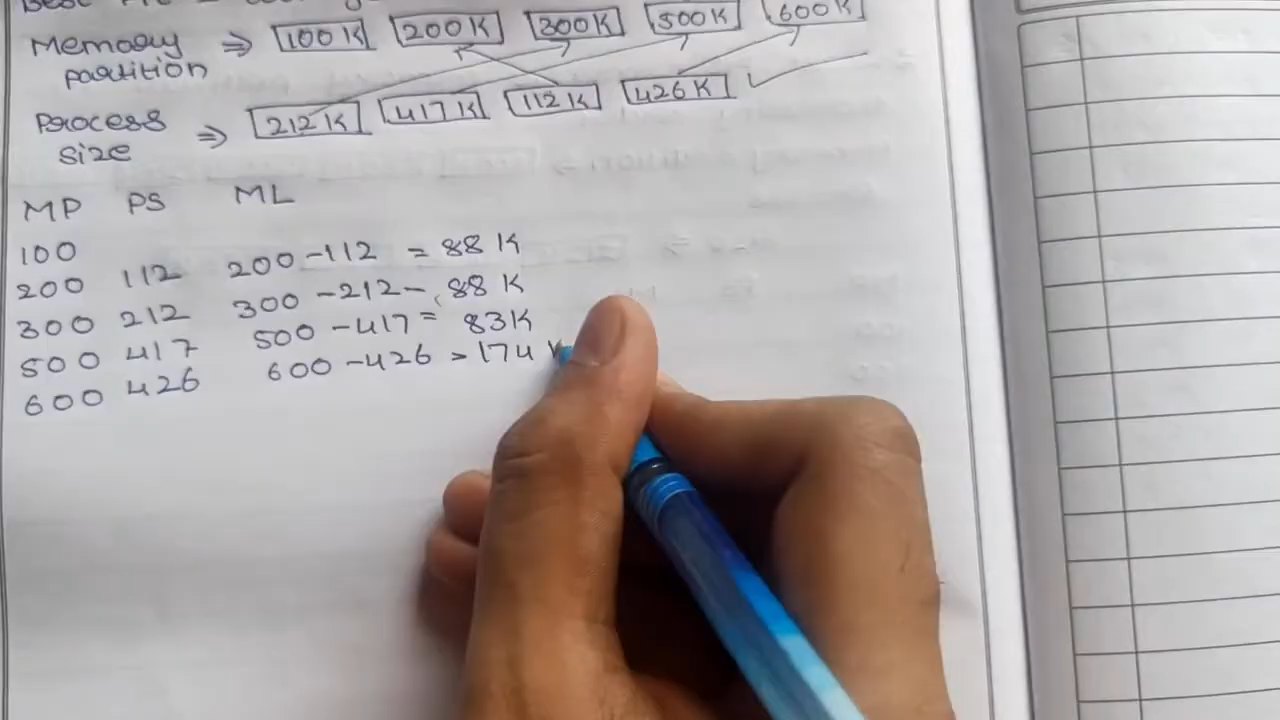 Memory ⇒ 100 K 200 K 300 K 500 K 600 K
partition
Process ⇒ 212 K 417 K 112 K 426 K
size
MP PS ML
100
200 112 200 - 112 = 88 K
300 212 300 - 212 - 88 K
500 417 500 - 417 = 83 K
600 426 600 - 426 = 174 K